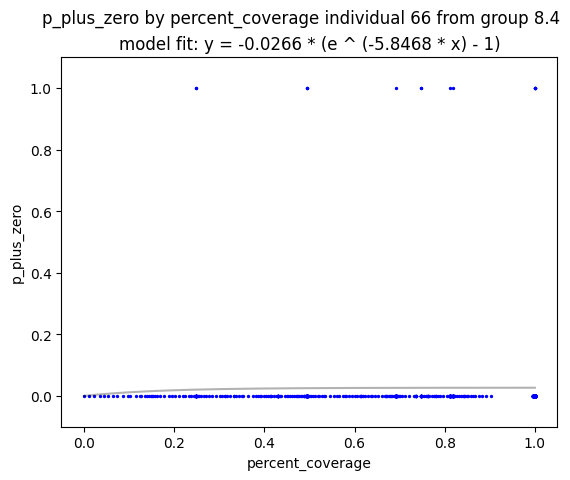 p_plus_zero by percent_coverage individual 66 from group 8.4
model fit: y = -0.0266 * (e ^ (-5.8468 * x) - 1)
1.0
0.8
0.6
0.4
0.2
0.0
p_plus_zero
0.0 0.2 0.4 0.6 0.8 1.0
percent_coverage